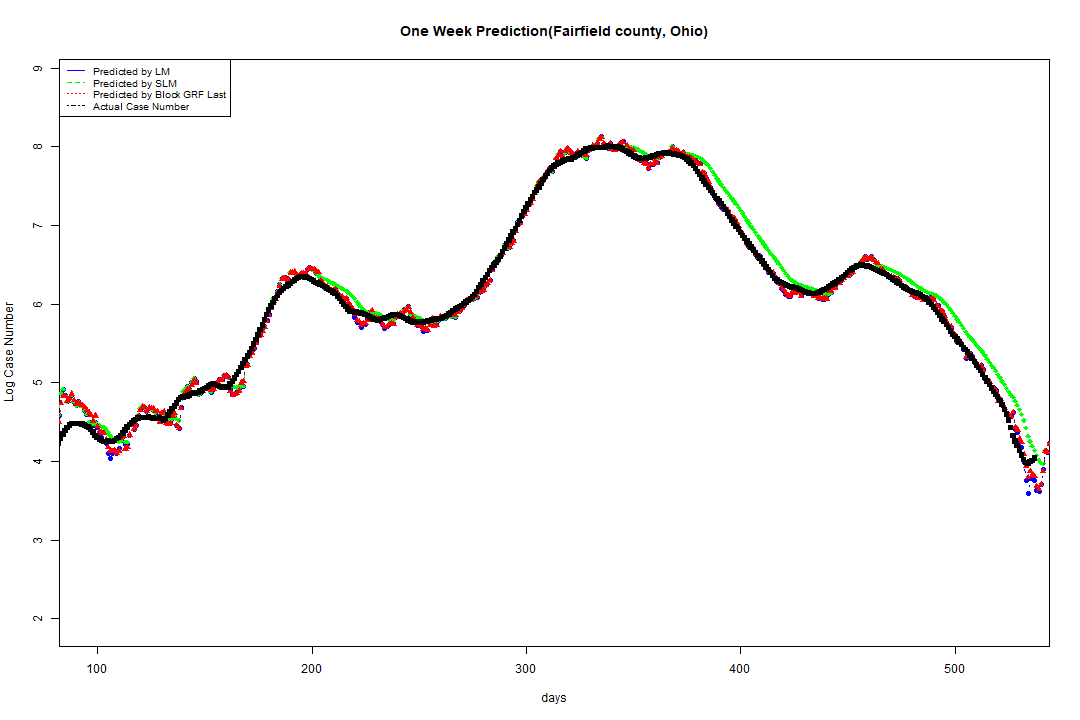 One Week Prediction(Fairfield county, Ohio)
Predicted by LM
Predicted by SLM
Predicted by Block GRF Last
Actual Case Number
9
8
7
6
5
4
3
2
Log Case Number
100 200 300 400 500
days